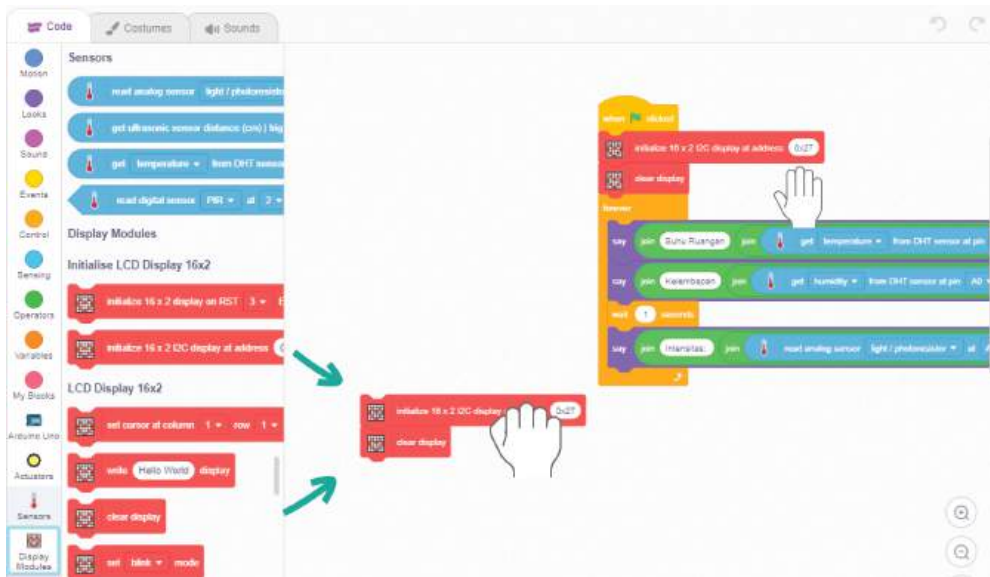 Code Costumes Sounds
Motion
Looks
Sound
Events
Control
Sensing
Operators
Variables
My Blocks
Arduino Uno
Actuators
Sensors
Display Modules
Sensors
read analog sensor light / photoresisto
get ultrasonic sensor distance (cm) | trig
get temperature from DHT sensor
read digital sensor PIR at 2
Display Modules
Initialise LCD Display 16x2
initialize 16 x 2 display on RST 3 E
initialize 16 x 2 I2C display at address
LCD Display 16x2
set cursor at column 1 row 1
write Hello World display
clear display
set blink mode
initialize 16 x 2 I2C display 0x27
clear display
when clicked
initialize 16 x 2 I2C display at address 0x27
clear display
forever
say join Suhu Ruangan join get temperature from DHT sensor at pin
say join Kelembapan join get humidity from DHT sensor at pin A0
wait 1 seconds
say join Intensitas: join read analog sensor light / photoresistor at A